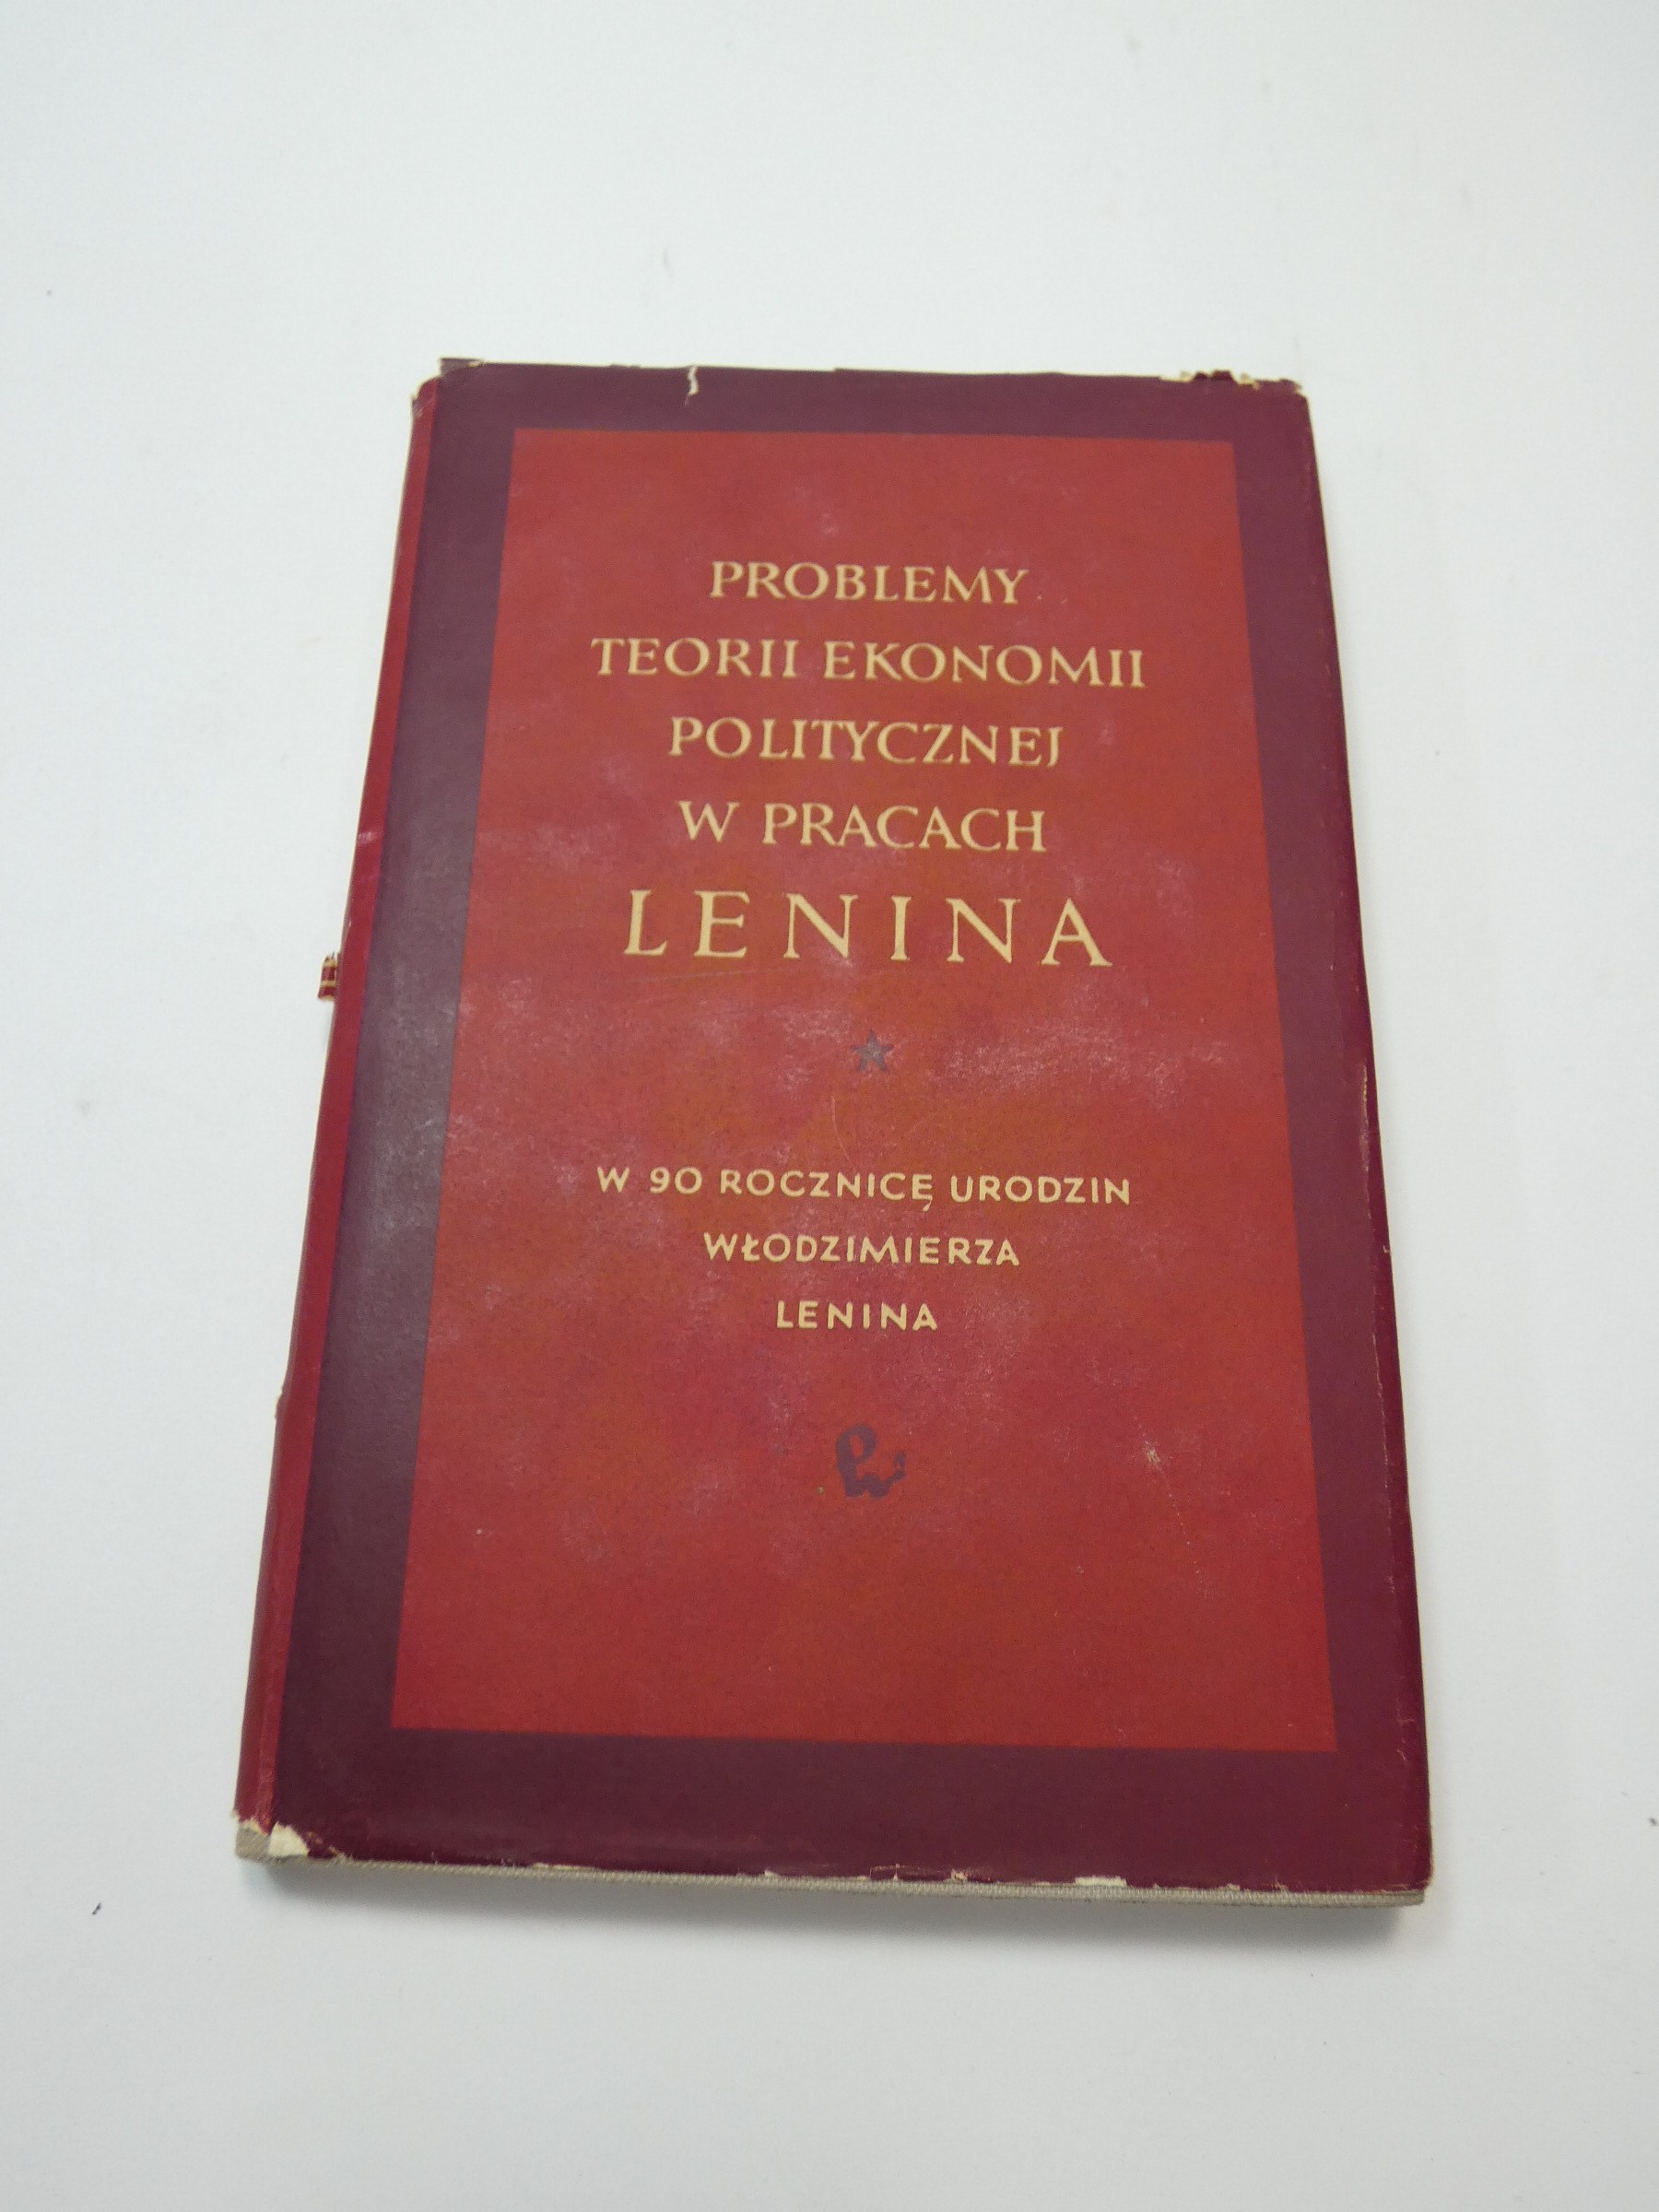 PROBLEMY
TEORII EKONOMII
POLITYCZNEJ
W PRACACH
LENINA
W 90 ROCZNICĘ URODZIN
WŁODZIMIERZA
LENINA